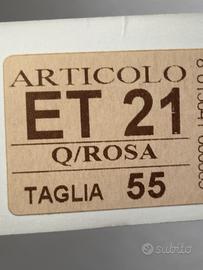 ARTICOLO
ET 21
Q/ROSA
TAGLIA 55
subito